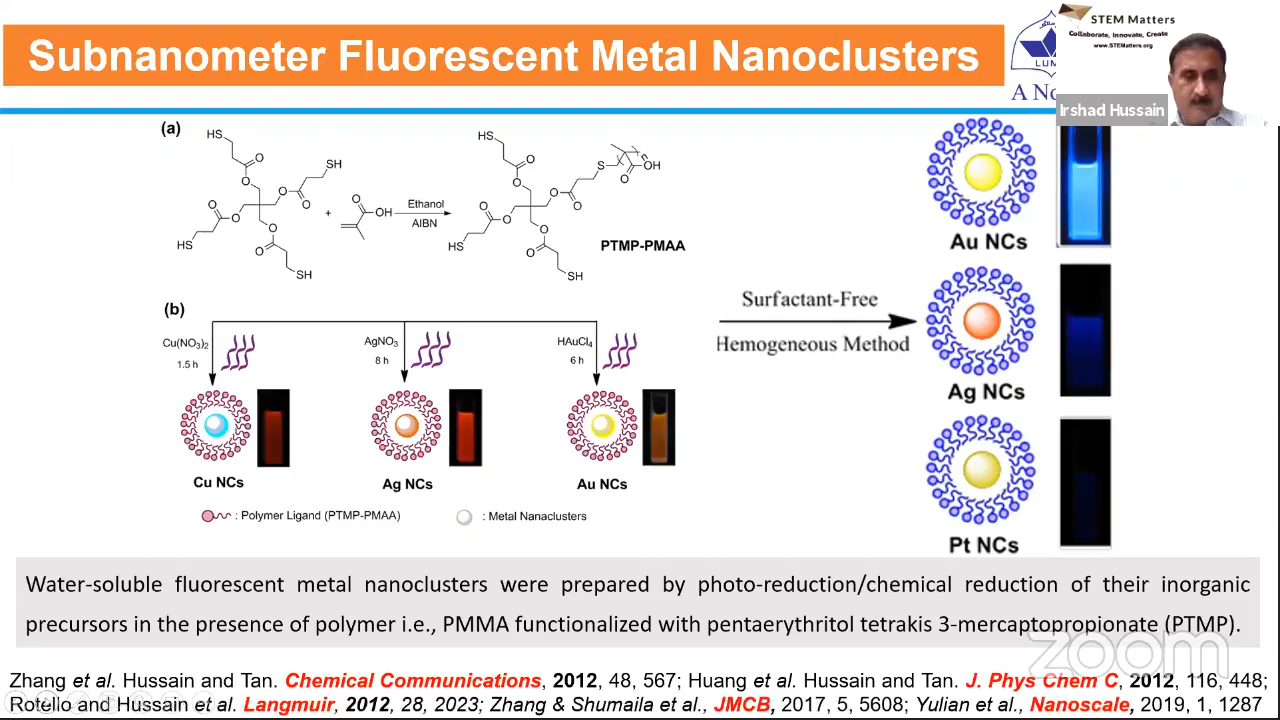 Subnanometer Fluorescent Metal Nanoclusters
STEM Matters
Collaborate, Innovate, Create
www.STEMatters.org
LUM
A No
Irshad Hussain
(a)
HS
O
O
SH
O
O
O
O
HS
O
O
SH
+
O
OH
Ethanol
AIBN
HS
O
O
S
O
OH
O
O
O
O
HS
O
O
SH
n
PTMP-PMAA
(b)
Cu(NO3)2
1.5 h
AgNO3
8 h
HAuCl4
6 h
Cu NCs
Ag NCs
Au NCs
: Polymer Ligand (PTMP-PMAA)
: Metal Nanaclusters
Surfactant-Free
Hemogeneous Method
Au NCs
Ag NCs
Pt NCs
Water-soluble fluorescent metal nanoclusters were prepared by photo-reduction/chemical reduction of their inorganic
precursors in the presence of polymer i.e., PMMA functionalized with pentaerythritol tetrakis 3-mercaptopropionate (PTMP).
zoom
Zhang et al. Hussain and Tan. Chemical Communications, 2012, 48, 567; Huang et al. Hussain and Tan. J. Phys Chem C, 2012, 116, 448;
Rotello and Hussain et al. Langmuir, 2012, 28, 2023; Zhang & Shumaila et al., JMCB, 2017, 5, 5608; Yulian et al., Nanoscale, 2019, 1, 1287